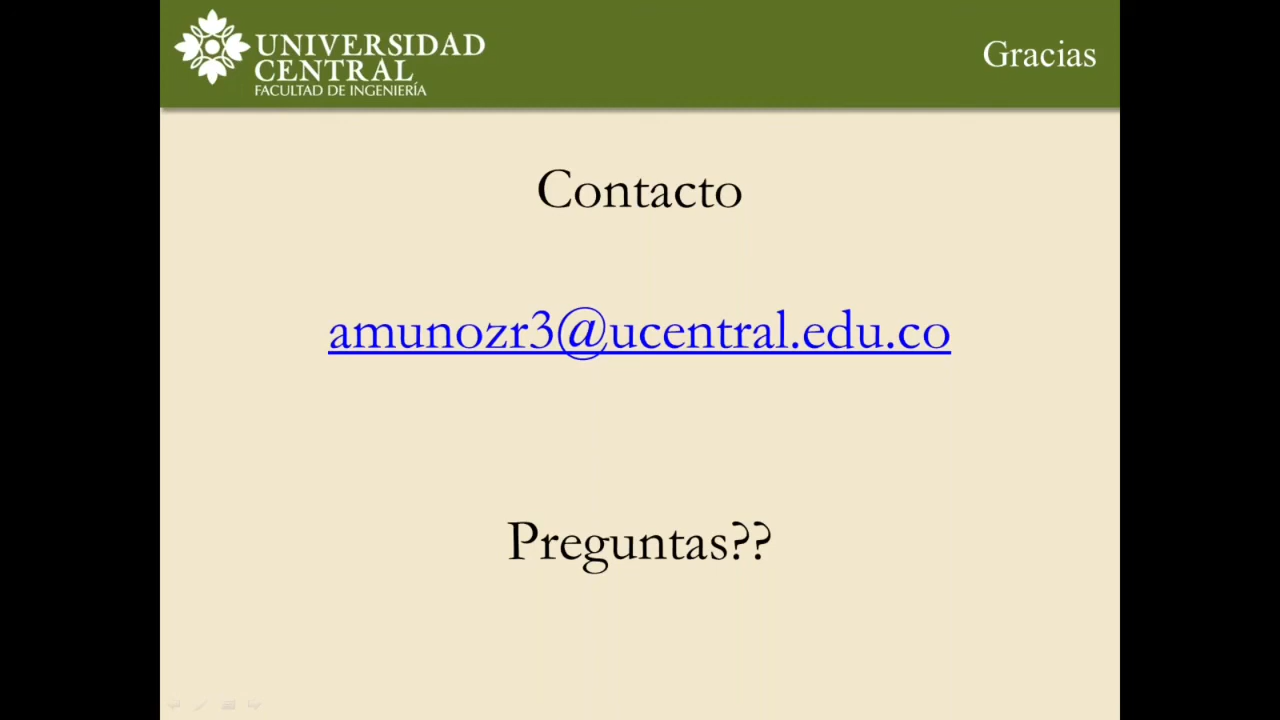 UNIVERSIDAD
CENTRAL
FACULTAD DE INGENIERÍA
Gracias
Contacto
amunozr3@ucentral.edu.co
Preguntas??